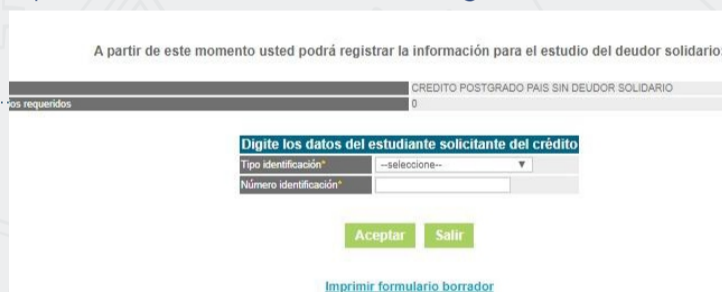 A partir de este momento usted podrá registrar la información para el estudio del deudor solidario:
CREDITO POSTGRADO PAIS SIN DEUDOR SOLIDARIO
os requeridos 0
Digite los datos del estudiante solicitante del crédito
Tipo identificación* --seleccione--
Número identificación*
Aceptar Salir
Imprimir formulario borrador